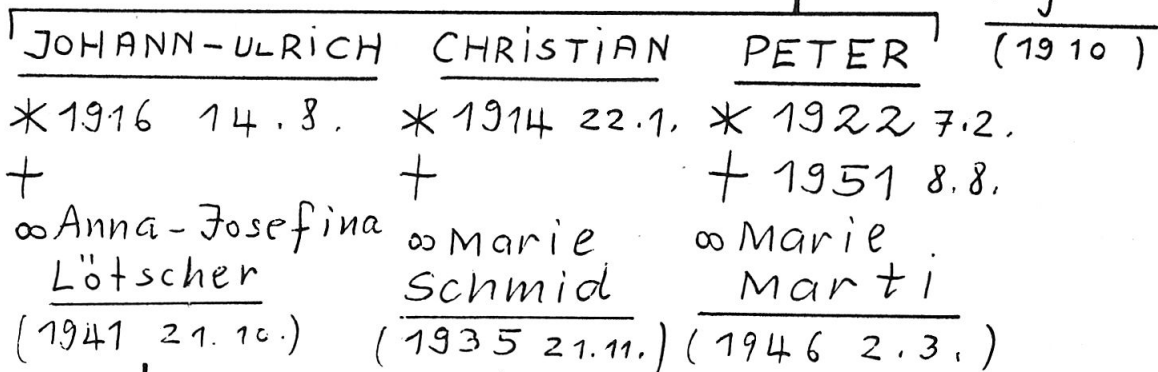 JOHANN-ULRICH CHRISTIAN PETER (1910)
*1916 14.8. *1914 22.1. *1922 7.2.
+ + +1951 8.8.
∞Anna-Josefina ∞Marie ∞Marie
Lötscher Schmid Marti
(1941 21.10.) (1935 21.11.) (1946 2.3.)